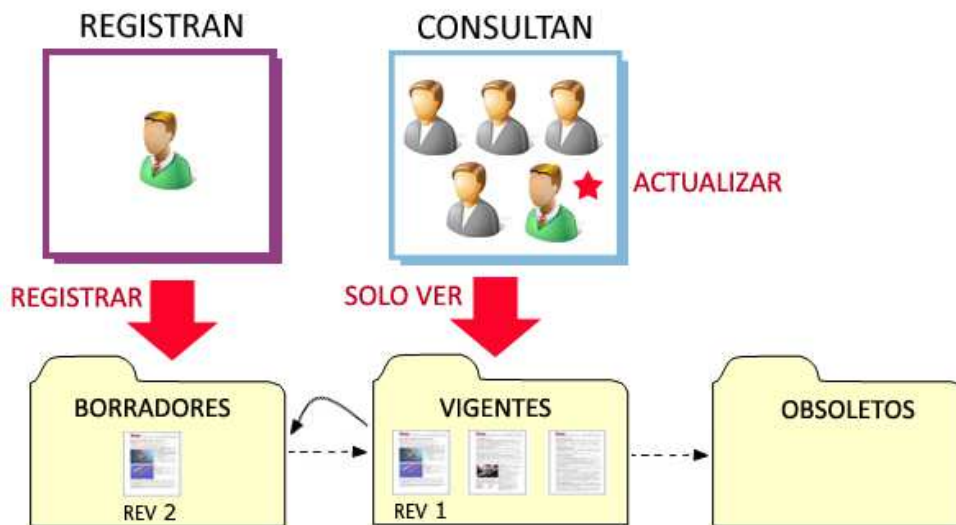 REGISTRAN
CONSULTAN
ACTUALIZAR
REGISTRAR
SOLO VER
BORRADORES
VIGENTES
OBSOLETOS
REV 2
REV 1